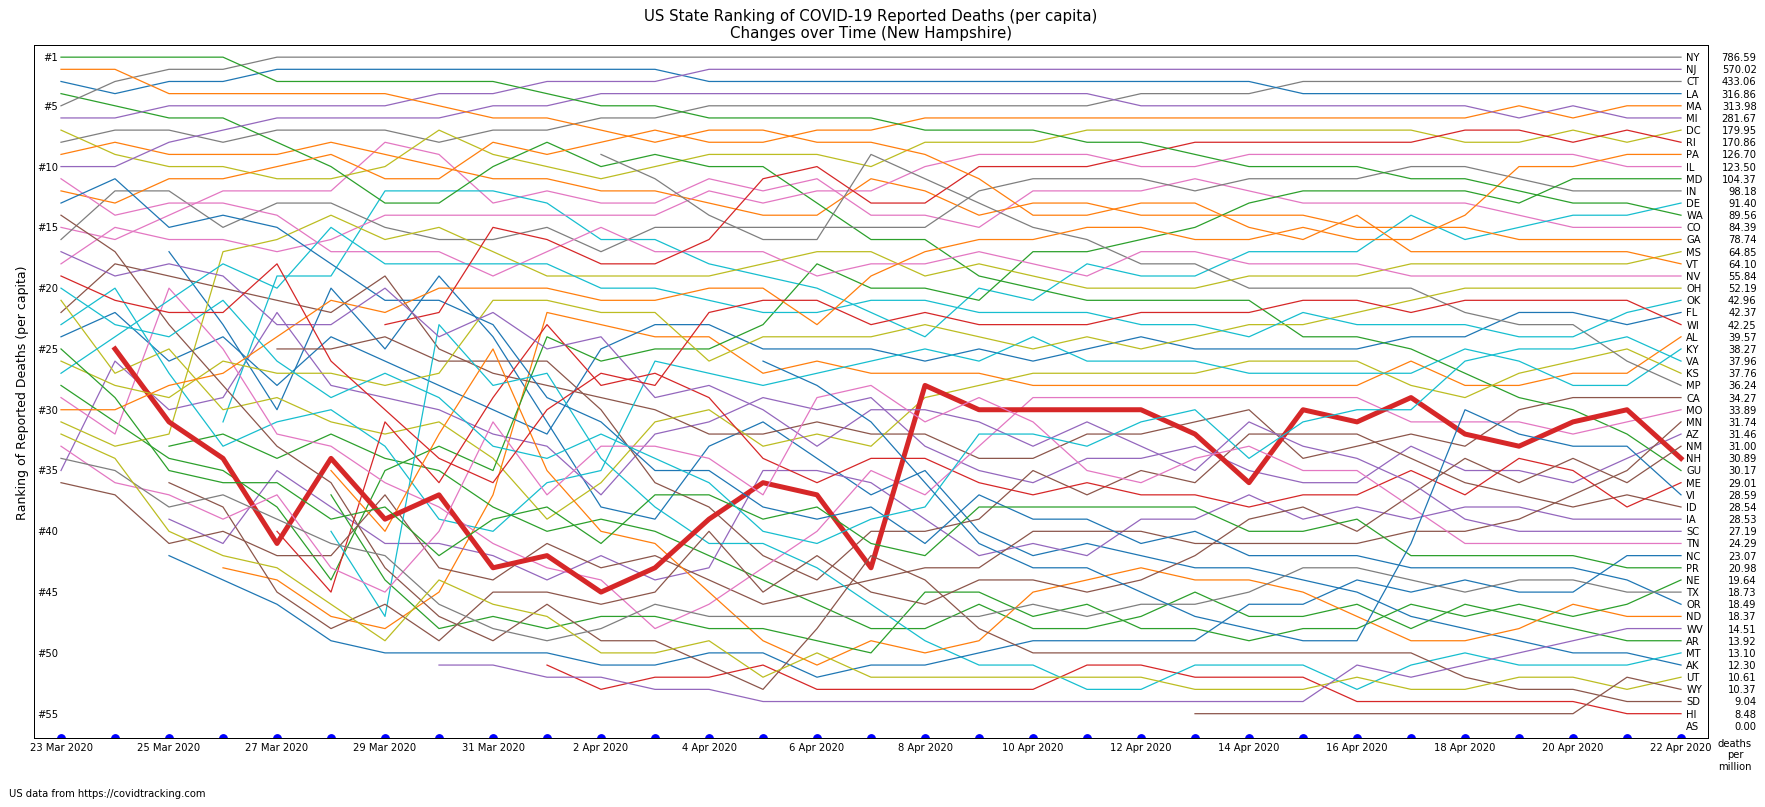 US State Ranking of COVID-19 Reported Deaths (per capita)
Changes over Time (New Hampshire)
Ranking of Reported Deaths (per capita)
#1
#5
#10
#15
#20
#25
#30
#35
#40
#45
#50
#55
NY 786.59
NJ 570.02
CT 433.06
LA 316.86
MA 313.98
MI 281.67
DC 179.95
RI 170.86
PA 126.70
IL 123.50
MD 104.37
IN 98.18
DE 91.40
WA 89.56
CO 84.39
GA 78.74
MS 64.85
VT 64.10
NV 55.84
OH 52.19
OK 42.96
FL 42.37
WI 42.25
AL 39.57
KY 38.27
VA 37.96
KS 37.76
MP 36.24
CA 34.27
MO 33.89
MN 31.74
AZ 31.46
NM 31.00
NH 30.89
GU 30.17
ME 29.01
VI 28.59
ID 28.54
IA 28.53
SC 27.19
TN 24.29
NC 23.07
PR 20.98
NE 19.64
TX 18.73
OR 18.49
ND 18.37
WV 14.51
AR 13.92
MT 13.10
AK 12.30
UT 10.61
WY 10.37
SD 9.04
HI 8.48
AS 0.00
23 Mar 2020 25 Mar 2020 27 Mar 2020 29 Mar 2020 31 Mar 2020 2 Apr 2020 4 Apr 2020 6 Apr 2020 8 Apr 2020 10 Apr 2020 12 Apr 2020 14 Apr 2020 16 Apr 2020 18 Apr 2020 20 Apr 2020 22 Apr 2020
deaths
per
million
US data from https://covidtracking.com